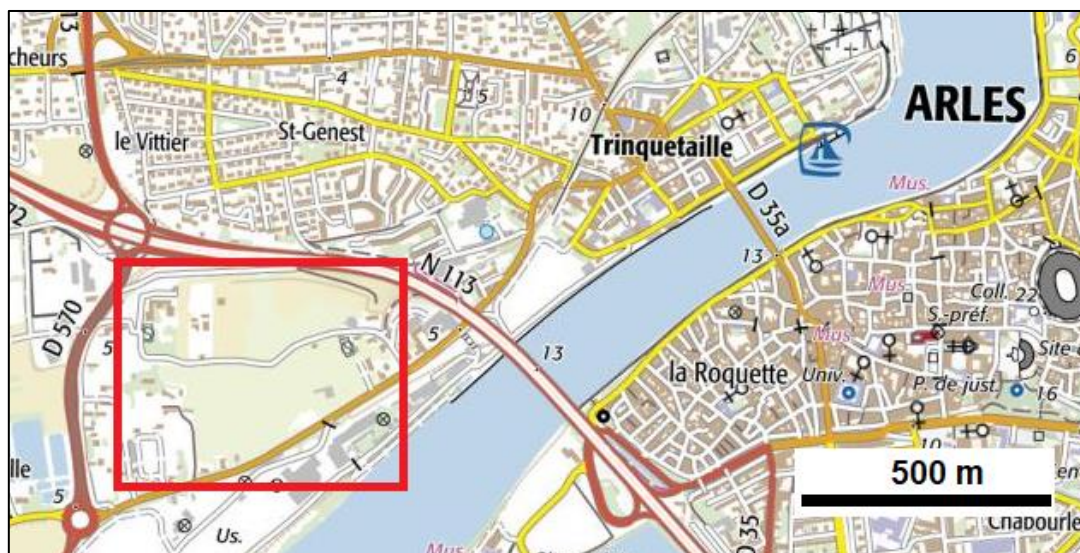 13
cheurs
4
6
5
ARLES
le Vittier
St-Genest
10
Trinquetaille
Mus.
D 35a
72
N 113
13
Mus
Coll.
22
D 570
5
5
S.-préf.
Mus
13
Site
la Roquette
Univ.
P. de just.
16
10
500 m
lle
5
Chabourle
Us.
D 35
Mus